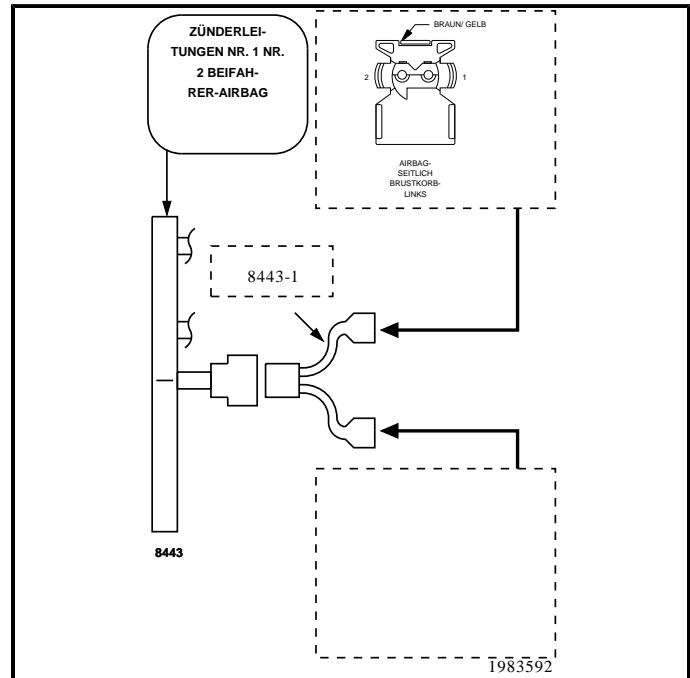 ZÜNDERLEI-
TUNGEN NR. 1 NR.
2 BEIFAH-
RER-AIRBAG
BRAUN/ GELB
2
1
AIRBAG-
SEITLICH
BRUSTKORB-
LINKS
8443-1
8443
1983592